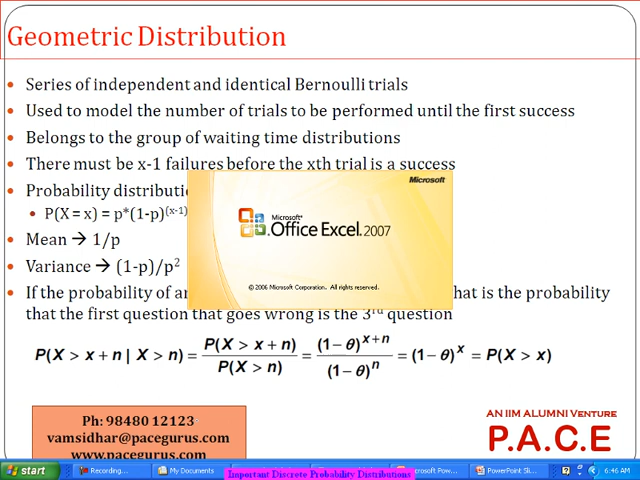 Geometric Distribution
Series of independent and identical Bernoulli trials
Used to model the number of trials to be performed until the first success
Belongs to the group of waiting time distributions
There must be x-1 failures before the xth trial is a success
Probability
P(X = x) = p*(1-p)^(x-1)
Mean → 1/p
Variance → (1-p)/p²
If the probability of hat is the probability
that the first question that goes wrong is the 3rd question
Microsoft
Microsoft®
Office Excel 2007
© 2006 Microsoft Corporation. All rights reserved.
P(X > x + n | X > n) = P(X > x + n) / P(X > n) = (1− θ)^(x+n) / (1− θ)^n = (1− θ)^x = P(X > x)
Ph: 98480 12123
vamsidhar@pacegurus.com
www.pacegurus.com
AN IIM ALUMNI VENTURE
P.A.C.E
start
Recording...
My Documents
Important Discrete Probability Distributions
icrosoft Pow...
PowerPoint Sli...
6:46 AM